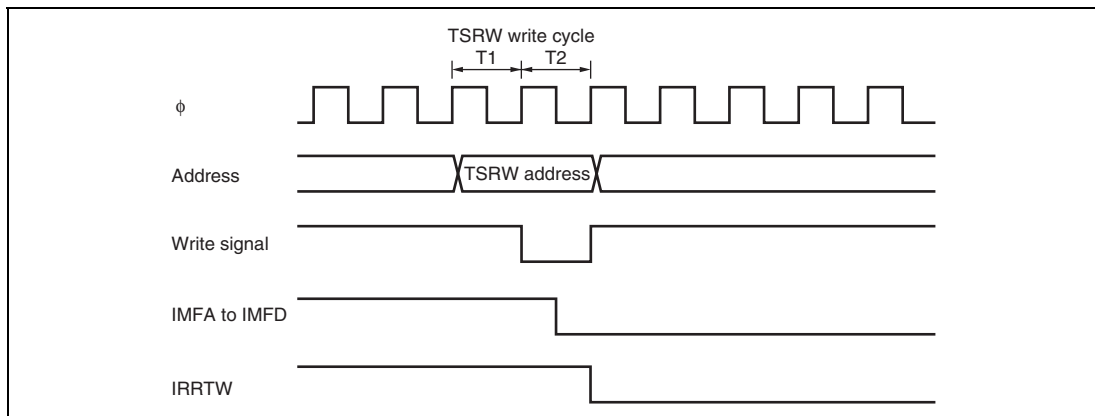 TSRW write cycle
T1 T2
ϕ
Address
TSRW address
Write signal
IMFA to IMFD
IRRTW